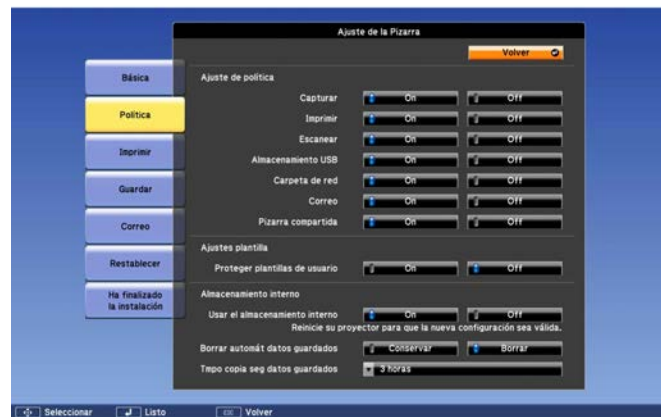 Ajuste de la Pizarra
Volver
Básica
Política
Imprimir
Guardar
Correo
Restablecer
Ha finalizado
la instalación
Ajuste de política
Capturar On Off
Imprimir On Off
Escanear On Off
Almacenamiento USB On Off
Carpeta de red On Off
Correo On Off
Pizarra compartida On Off
Ajustes plantilla
Proteger plantillas de usuario On Off
Almacenamiento interno
Usar el almacenamiento interno On Off
Reinicie su proyector para que la nueva configuración sea válida.
Borrar automát datos guardados Conservar Borrar
Tmpo copia seg datos guardados 3 horas
Seleccionar Listo ESC Volver